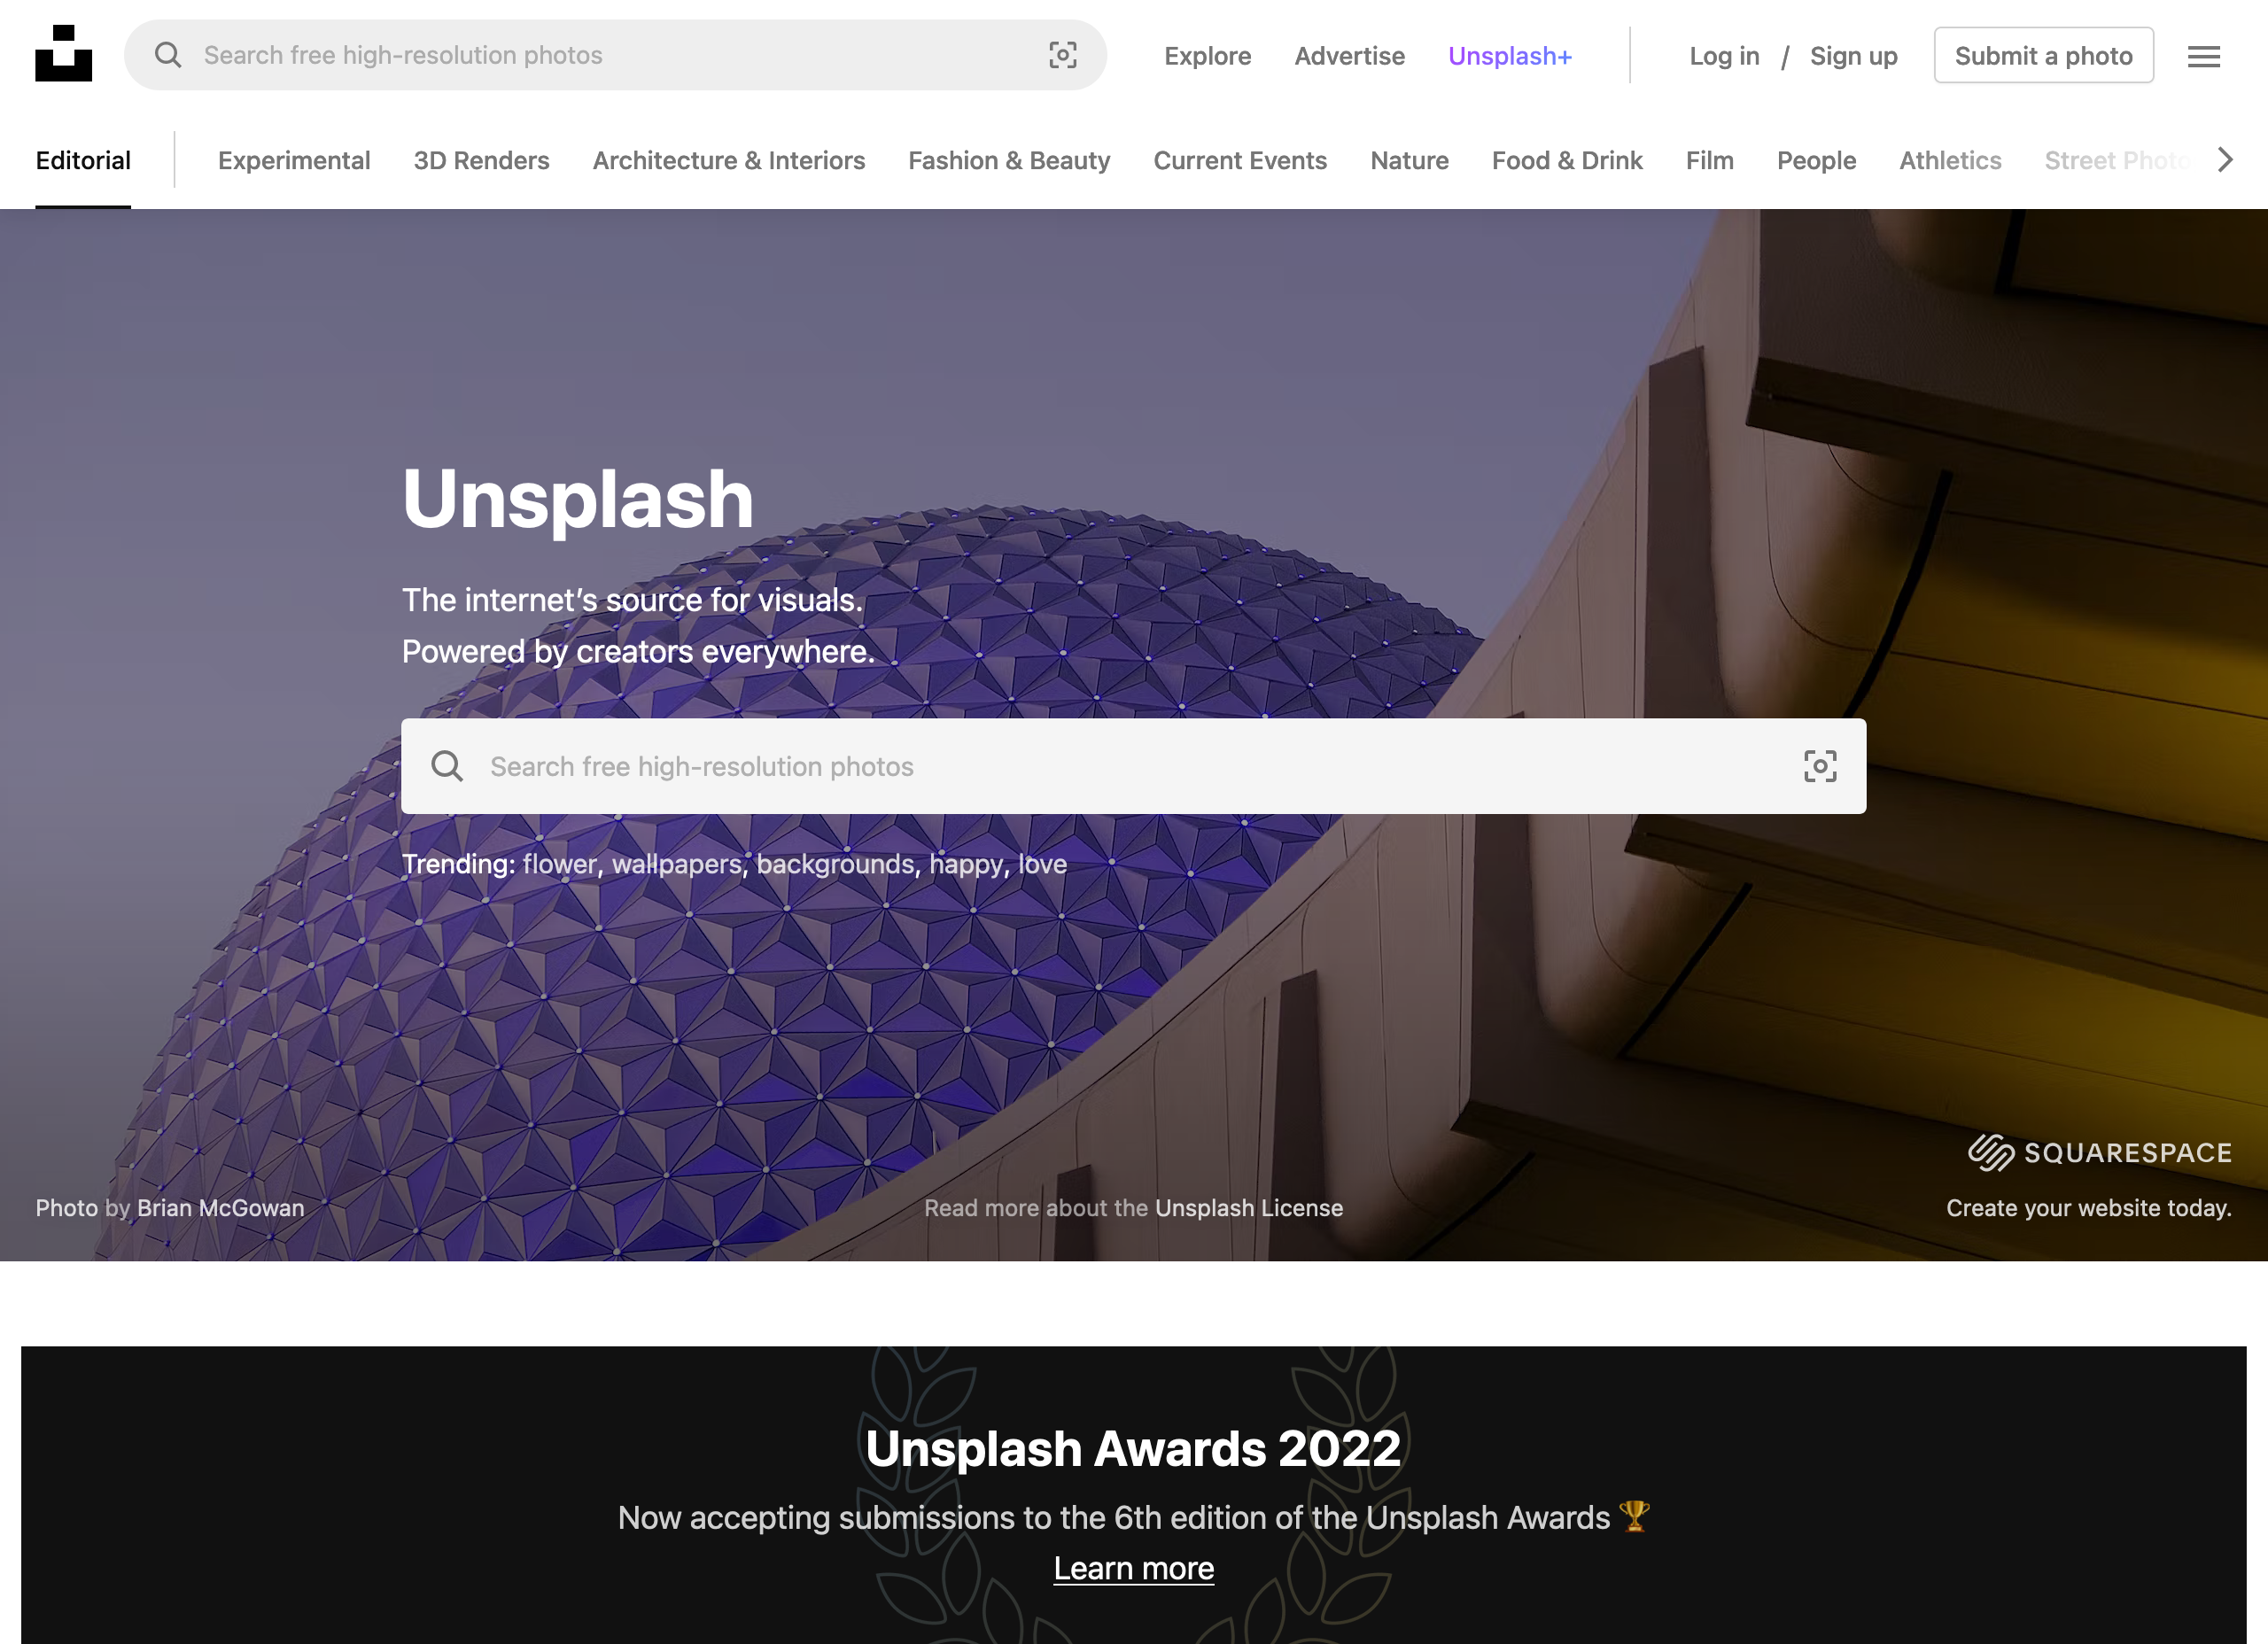 Search free high-resolution photos
Explore
Advertise
Unsplash+
Log in / Sign up
Submit a photo
Editorial
Experimental
3D Renders
Architecture & Interiors
Fashion & Beauty
Current Events
Nature
Food & Drink
Film
People
Athletics
Street Photo
Unsplash
The internet’s source for visuals.
Powered by creators everywhere.
Search free high-resolution photos
Trending: flower, wallpapers, backgrounds, happy, love
Photo by Brian McGowan
Read more about the Unsplash License
SQUARESPACE
Create your website today.
Unsplash Awards 2022
Now accepting submissions to the 6th edition of the Unsplash Awards 🏆
Learn more